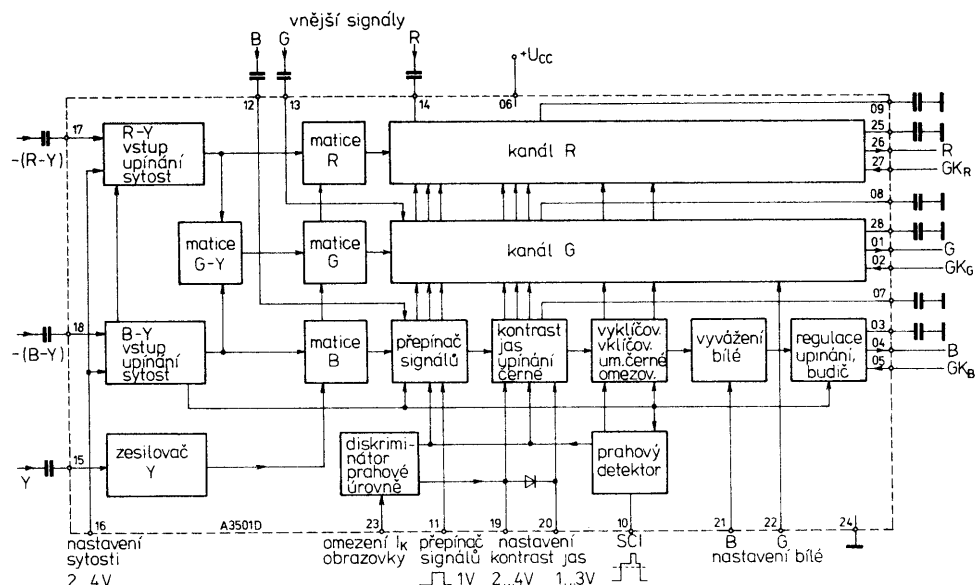 vnější signály
B G R
+UCC
12 13 14 06
09
17
-(R-Y)
R-Y
vstup
upínání
sytost
matice
R
kanál R
25
26 R
27 GKR
08
matice
G-Y
matice
G
kanál G
28
01 G
02 GKG
07
18
-(B-Y)
B-Y
vstup
upínání
sytost
matice
B
přepínač
signálů
kontrast
jas
upínání
černé
vyklíčov.
vklíčov.
um.černé
omezov.
vyvážení
bílé
regulace
upínání,
budič
03
04 B
05 GKB
15
Y
zesilovač
Y
diskrimi-
nátor
prahové
úrovně
prahový
detektor
16 A3501D 23 11 19 20 10 21 22 24
nastavení
sytosti
2...4V
omezení IK
obrazovky
přepínač
signálů
1V
nastavení
kontrast jas
2...4V 1...3V
SCI
B G
nastavení bílé